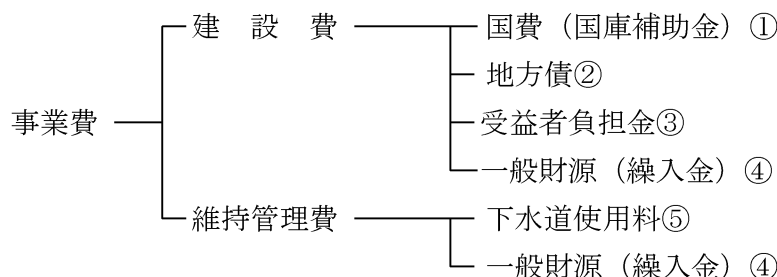 建 設 費
国費（国庫補助金）①
地方債②
事業費
受益者負担金③
一般財源（繰入金）④
維持管理費
下水道使用料⑤
一般財源（繰入金）④